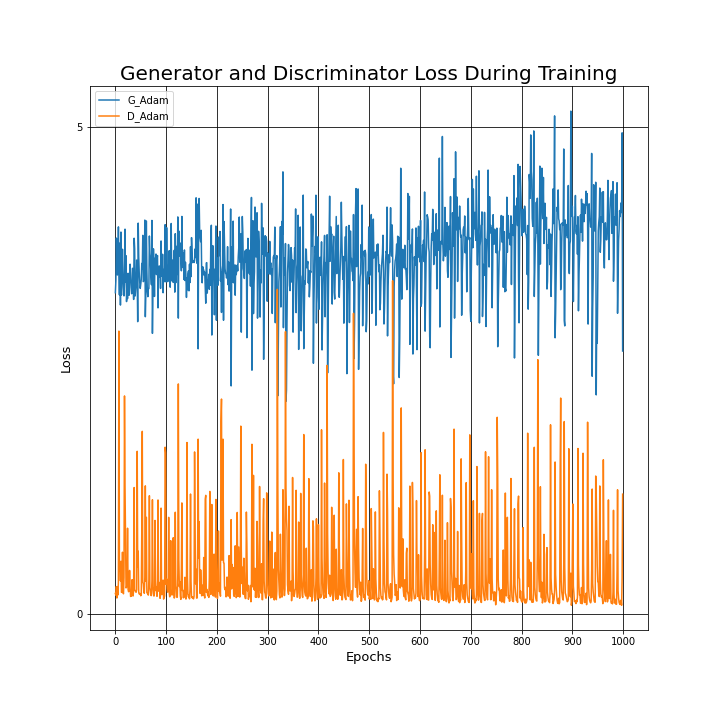 Generator and Discriminator Loss During Training
G_Adam
D_Adam
5
0
Loss
0 100 200 300 400 500 600 700 800 900 1000
Epochs